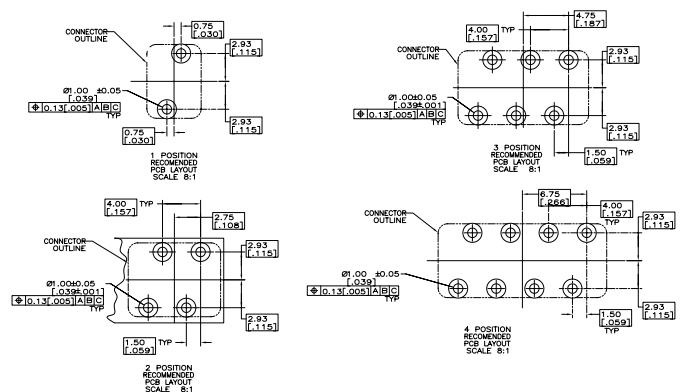 0.75
[.030]
CONNECTOR
OUTLINE
2.93
[.115]
Ø1.00 ±0.05
[.039]
⌖ 0.13[.005] A B C
TYP
2.93
[.115]
0.75
[.030]
1 POSITION
RECOMENDED
PCB LAYOUT
SCALE 8:1
4.75
[.187]
4.00
[.157]
TYP
CONNECTOR
OUTLINE
2.93
[.115]
Ø1.00±0.05
[.039±.001]
⌖ 0.13[.005] A B C
TYP
2.93
[.115]
1.50
[.059]
TYP
3 POSITION
RECOMMENDED
PCB LAYOUT
SCALE 8:1
4.00
[.157]
TYP
2.75
[.108]
CONNECTOR
OUTLINE
2.93
[.115]
Ø1.00±0.05
[.039±.001]
⌖ 0.13[.005] A B C
TYP
2.93
[.115]
1.50
[.059]
TYP
2 POSITION
RECOMMENDED
PCB LAYOUT
SCALE 8:1
6.75
[.266]
4.00
[.157]
TYP
CONNECTOR
OUTLINE
2.93
[.115]
Ø1.00 ±0.05
[.039]
⌖ 0.13[.005] A B C
TYP
2.93
[.115]
1.50
[.059]
TYP
4 POSITION
RECOMMENDED
PCB LAYOUT
SCALE 8:1